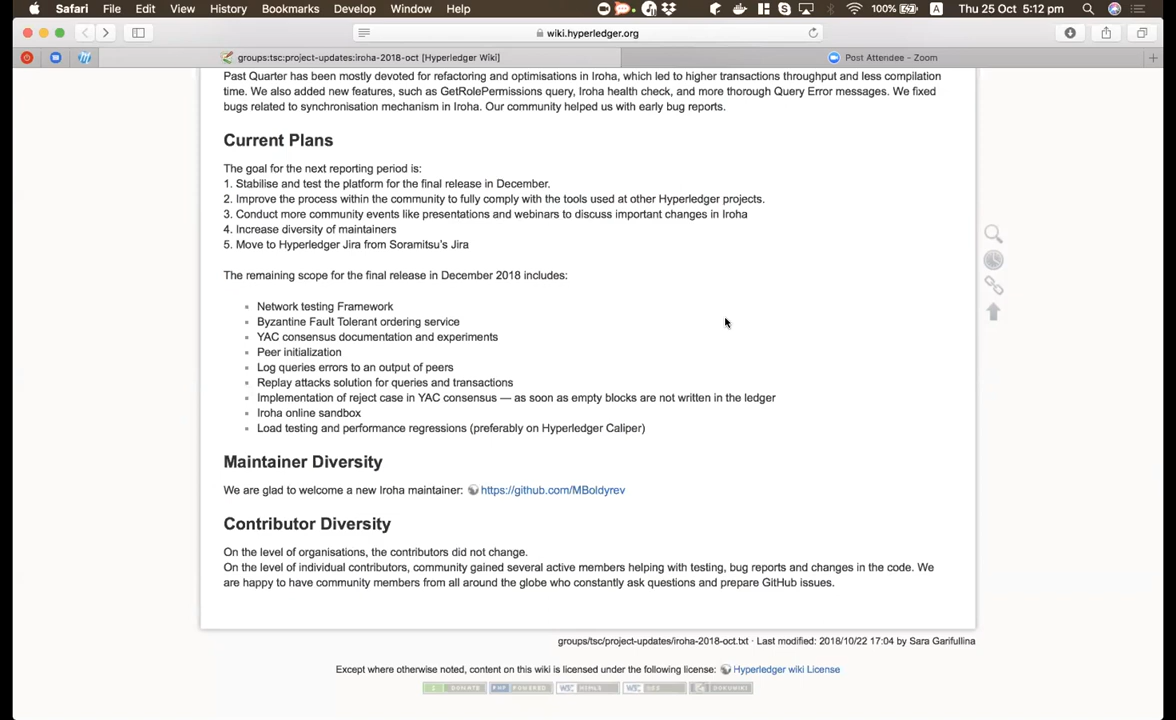 Safari File Edit View History Bookmarks Develop Window Help 100% A Thu 25 Oct 5:12 pm
wiki.hyperledger.org
groups:tsc:project-updates:iroha-2018-oct [Hyperledger Wiki] Post Attendee - Zoom
Past Quarter has been mostly devoted for refactoring and optimisations in Iroha, which led to higher transactions throughput and less compilation
time. We also added new features, such as GetRolePermissions query, Iroha health check, and more thorough Query Error messages. We fixed
bugs related to synchronisation mechanism in Iroha. Our community helped us with early bug reports.
Current Plans
The goal for the next reporting period is:
1. Stabilise and test the platform for the final release in December.
2. Improve the process within the community to fully comply with the tools used at other Hyperledger projects.
3. Conduct more community events like presentations and webinars to discuss important changes in Iroha
4. Increase diversity of maintainers
5. Move to Hyperledger Jira from Soramitsu's Jira
The remaining scope for the final release in December 2018 includes:
Network testing Framework
Byzantine Fault Tolerant ordering service
YAC consensus documentation and experiments
Peer initialization
Log queries errors to an output of peers
Replay attacks solution for queries and transactions
Implementation of reject case in YAC consensus — as soon as empty blocks are not written in the ledger
Iroha online sandbox
Load testing and performance regressions (preferably on Hyperledger Caliper)
Maintainer Diversity
We are glad to welcome a new Iroha maintainer: https://github.com/MBoldyrev
Contributor Diversity
On the level of organisations, the contributors did not change.
On the level of individual contributors, community gained several active members helping with testing, bug reports and changes in the code. We
are happy to have community members from all around the globe who constantly ask questions and prepare GitHub issues.
groups/tsc/project-updates/iroha-2018-oct.txt · Last modified: 2018/10/22 17:04 by Sara Garifullina
Except where otherwise noted, content on this wiki is licensed under the following license: Hyperledger wiki License
DONATE PHP POWERED W3C HTML5 W3C CSS DOKUWIKI